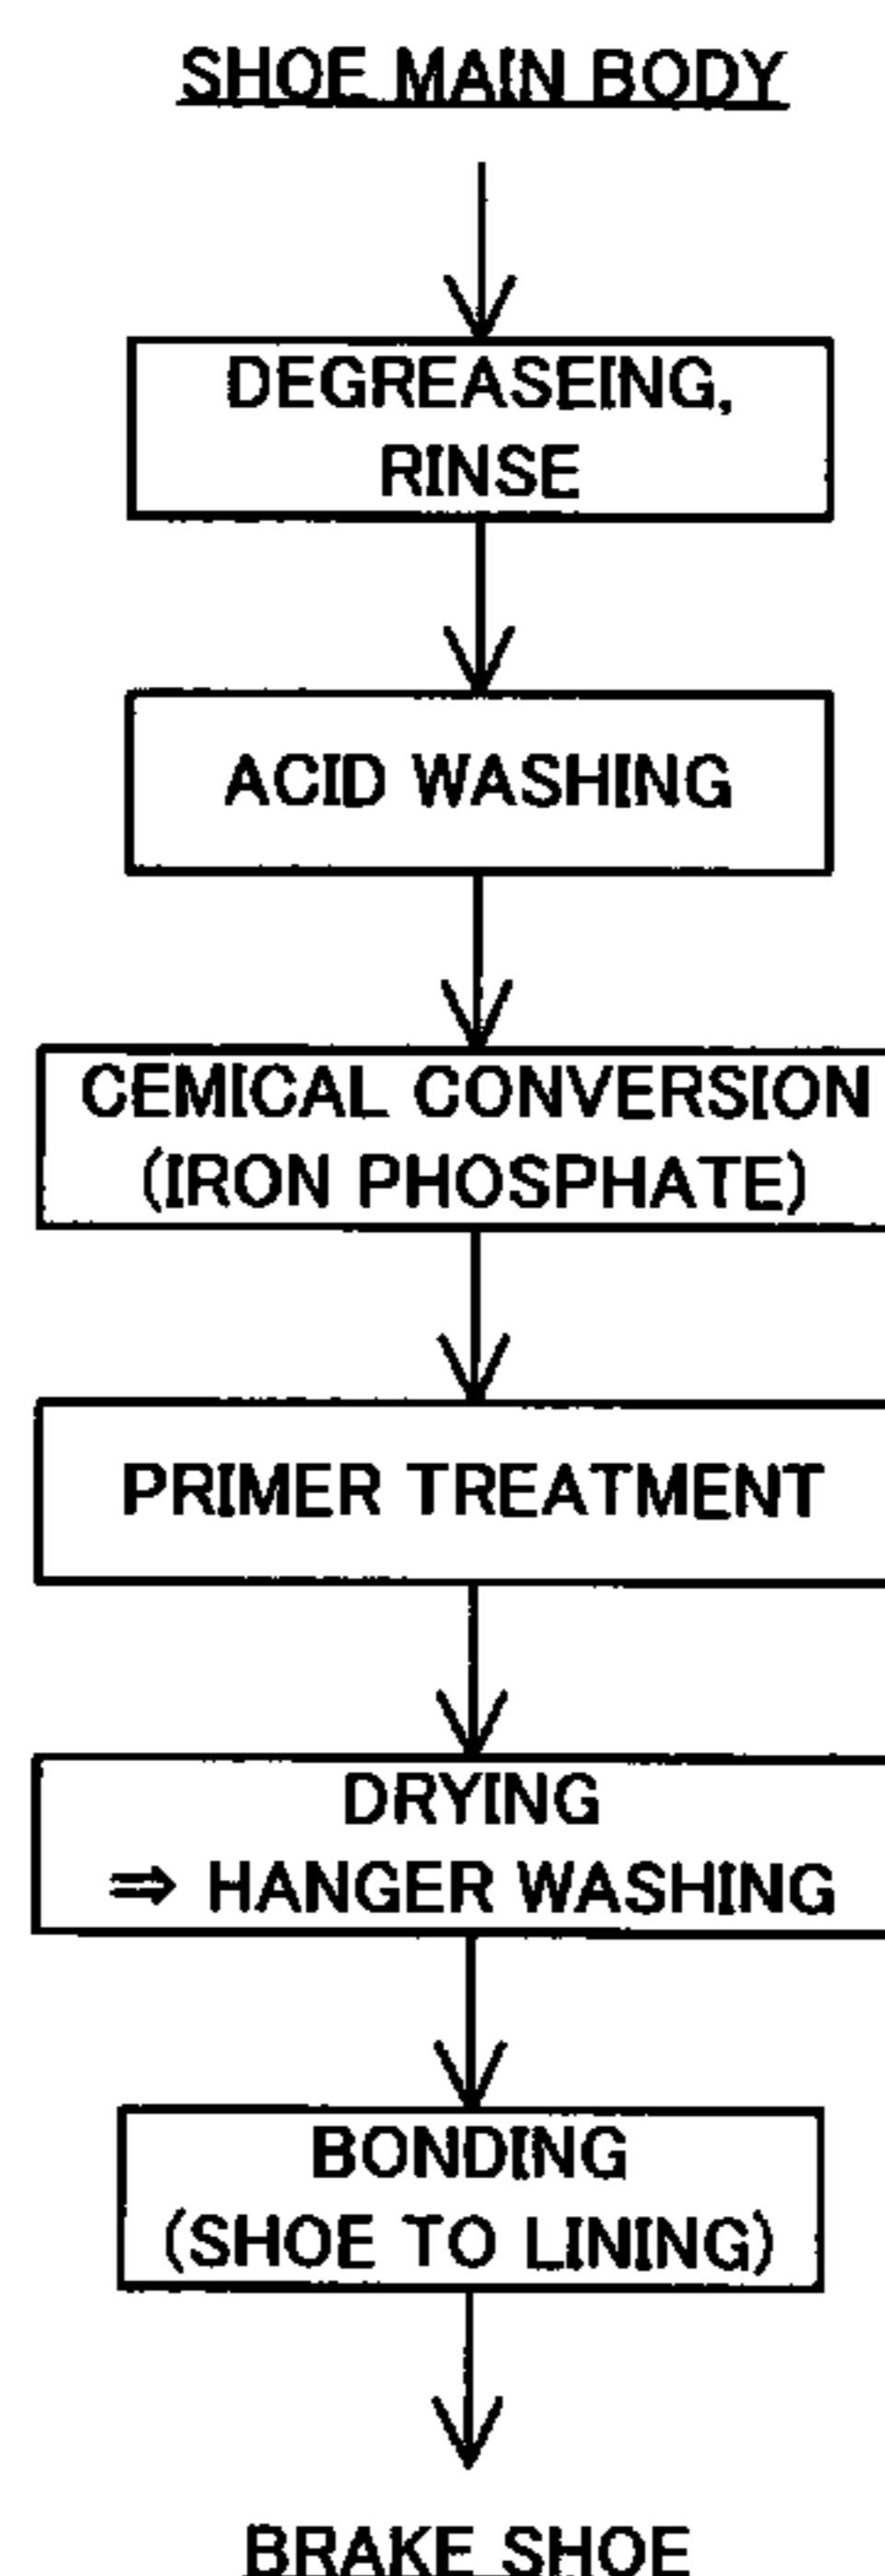 SHOE MAIN BODY
DEGREASEING,
RINSE
ACID WASHING
CEMICAL CONVERSION
(IRON PHOSPHATE)
PRIMER TREATMENT
DRYING
⇒ HANGER WASHING
BONDING
(SHOE TO LINING)
BRAKE SHOE